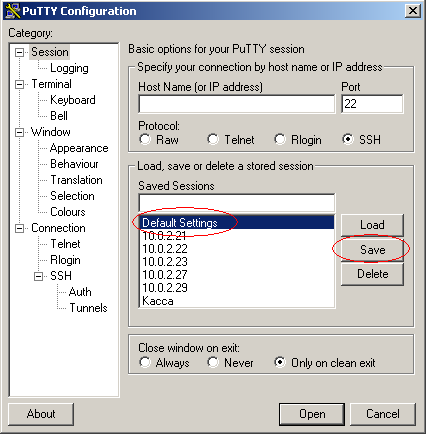 PuTTY Configuration
Category:
Session
Logging
Terminal
Keyboard
Bell
Window
Appearance
Behaviour
Translation
Selection
Colours
Connection
Telnet
Rlogin
SSH
Auth
Tunnels
Basic options for your PuTTY session
Specify your connection by host name or IP address
Host Name (or IP address) Port
22
Protocol:
Raw Telnet Rlogin SSH
Load, save or delete a stored session
Saved Sessions
Default Settings
10.0.2.21
10.0.2.22
10.0.2.23
10.0.2.27
10.0.2.29
Касса
Load
Save
Delete
Close window on exit:
Always Never Only on clean exit
About Open Cancel